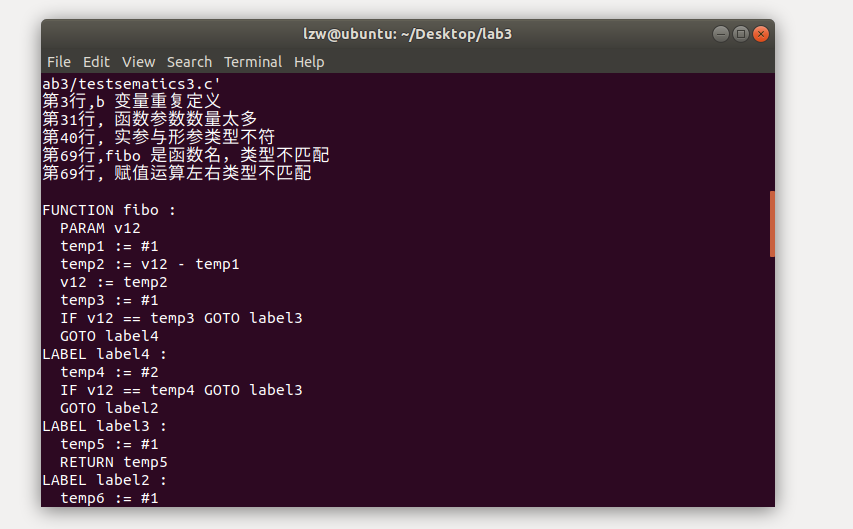 lzw@ubuntu: ~/Desktop/lab3
File Edit View Search Terminal Help
ab3/testsematics3.c'
第3行,b 变量重复定义
第31行, 函数参数数量太多
第40行, 实参与形参类型不符
第69行,fibo 是函数名，类型不匹配
第69行, 赋值运算左右类型不匹配
FUNCTION fibo :
PARAM v12
temp1 := #1
temp2 := v12 - temp1
v12 := temp2
temp3 := #1
IF v12 == temp3 GOTO label3
GOTO label4
LABEL label4 :
temp4 := #2
IF v12 == temp4 GOTO label3
GOTO label2
LABEL label3 :
temp5 := #1
RETURN temp5
LABEL label2 :
temp6 := #1